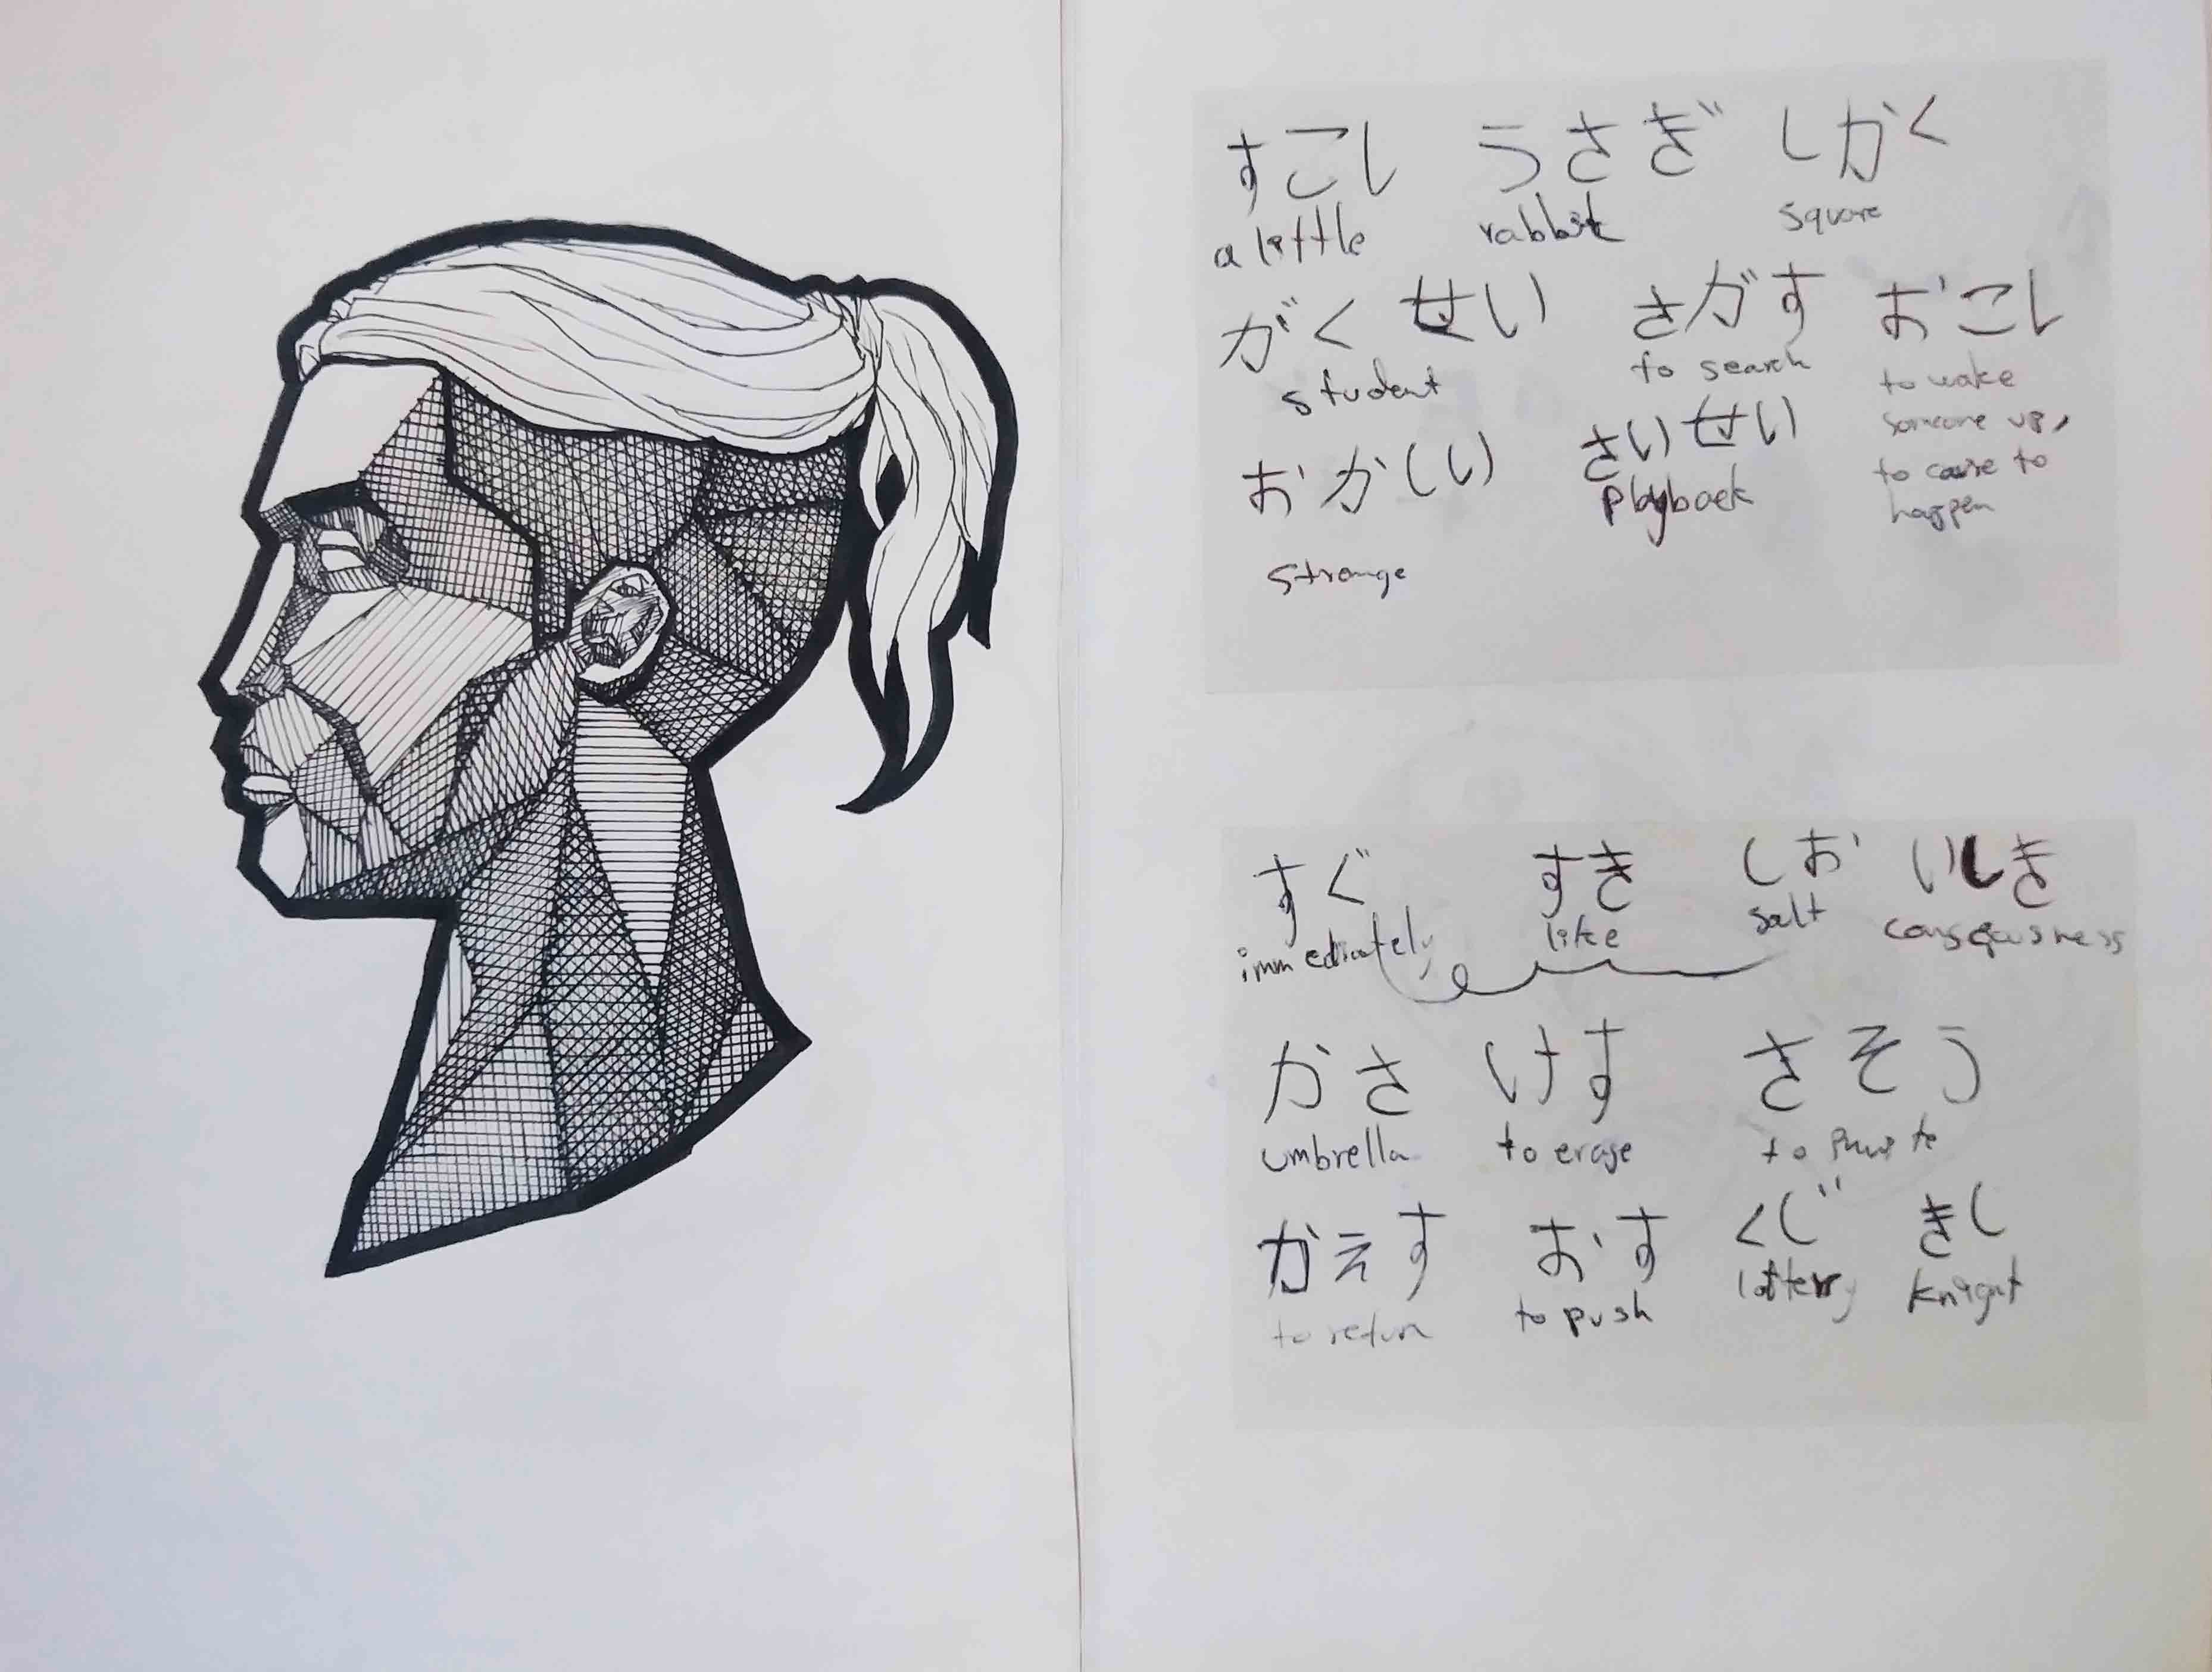 すこし うさぎ しかく
a little rabbit square
がくせい さがす おこし
student to search to wake
someone up,
おかしい さいせい to cause to
playback happen
strange
すぐ すき しお いしき
immediately like salt
かさ けす さそう
umbrella to erase to
かえす おす くじ きし
to return to push lottery knight